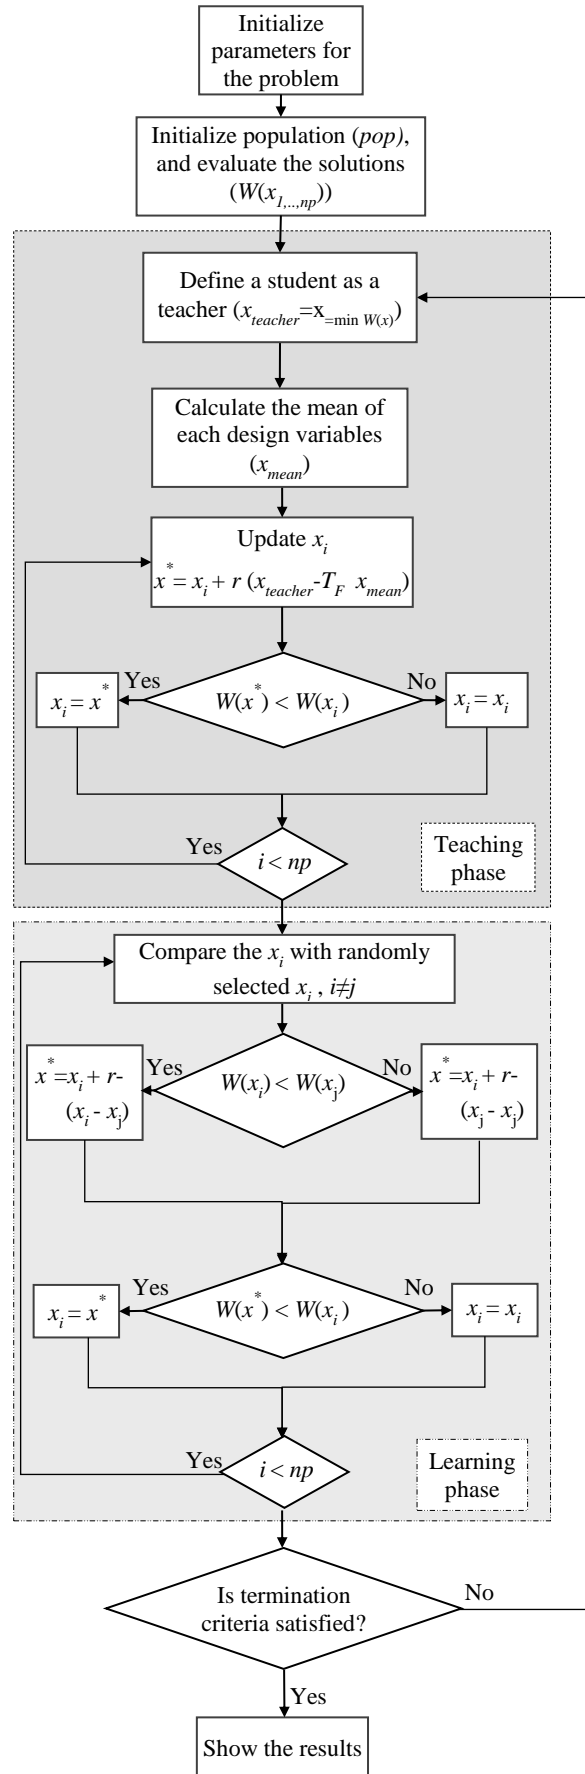 Initialize
parameters for
the problem
Initialize population (pop),
and evaluate the solutions
(W(x1,..,np))
Define a student as a
teacher (xteacher=x=min W(x))
Calculate the mean of
each design variables
(xmean)
Update xi
x*= xi + r (xteacher-TF xmean)
Yes
W(x*) < W(xi)
No
xi = x*
xi = xi
Yes
i < np
Teaching
phase
Compare the xi with randomly
selected xi , i≠j
x*=xi + r-
(xi - xj)
Yes
W(xi) < W(xj)
No
x*=xi + r-
(xj - xj)
Yes
W(x*) < W(xi)
No
xi = x*
xi = xi
Yes
i < np
Learning
phase
Is termination
criteria satisfied?
No
Yes
Show the results